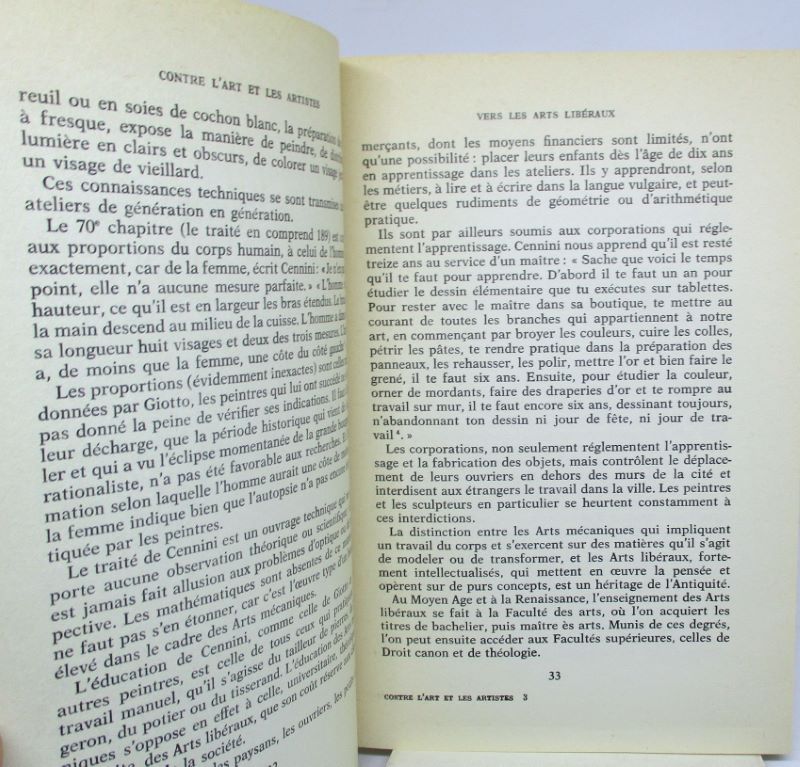 CONTRE L'ART ET LES ARTISTES
reuil ou en soies de cochon blanc, la préparation
à fresque, expose la manière de peindre, de
lumière en clairs et obscurs, de colorer un visage
un visage de vieillard.
Ces connaissances techniques se sont transmises
ateliers de génération en génération.
Le 70e chapitre (le traité en comprend 189) est
aux proportions du corps humain, à celui de l'homme
exactement, car de la femme, écrit Cennini : « Je
point, elle n'a aucune mesure parfaite. » « L'homme
hauteur, ce qu'il est en largeur les bras étendus. Le
la main descend au milieu de la cuisse. L'homme a
sa longueur huit visages et deux des trois mesures.
a, de moins que la femme, une côte du côté gauche
Les proportions (évidemment inexactes) sont celles
données par Giotto, les peintres qui lui ont succédé
pas donné la peine de vérifier ses indications. Il faut
leur décharge, que la période historique qui vient de
ler et qui a vu l'éclipse momentanée de la grande
rationaliste, n'a pas été favorable aux recherches.
mation selon laquelle l'homme aurait une côte de
la femme indique bien que l'autopsie n'a pas encore
tiquée par les peintres.
Le traité de Cennini est un ouvrage technique qui
porte aucune observation théorique ou scientifique.
est jamais fait allusion aux problèmes d'optique ou
pective. Les mathématiques sont absentes de ce
ne faut pas s'en étonner, car c'est l'œuvre type d'un
élevé dans le cadre des Arts mécaniques.
L'éducation de Cennini, comme celle de Giotto
autres peintres, est celle de tous ceux qui pratiquent
travail manuel, qu'il s'agisse du tailleur de pierre,
geron, du potier ou du tisserand. L'éducation des
niques s'oppose en effet à celle, universitaire,
des Arts libéraux, que son coût réserve aux
de la société.
des paysans, les ouvriers, les
VERS LES ARTS LIBÉRAUX
merçants, dont les moyens financiers sont limités, n'ont
qu'une possibilité : placer leurs enfants dès l'âge de dix ans
en apprentissage dans les ateliers. Ils y apprendront, selon
les métiers, à lire et à écrire dans la langue vulgaire, et peut-
être quelques rudiments de géométrie ou d'arithmétique
pratique.
Ils sont par ailleurs soumis aux corporations qui régle-
mentent l'apprentissage. Cennini nous apprend qu'il est resté
treize ans au service d'un maître : « Sache que voici le temps
qu'il te faut pour apprendre. D'abord il te faut un an pour
étudier le dessin élémentaire que tu exécutes sur tablettes.
Pour rester avec le maître dans sa boutique, te mettre au
courant de toutes les branches qui appartiennent à notre
art, en commençant par broyer les couleurs, cuire les colles,
pétrir les pâtes, te rendre pratique dans la préparation des
panneaux, les rehausser, les polir, mettre l'or et bien faire le
grené, il te faut six ans. Ensuite, pour étudier la couleur,
orner de mordants, faire des draperies d'or et te rompre au
travail sur mur, il te faut encore six ans, dessinant toujours,
n'abandonnant ton dessin ni jour de fête, ni jour de tra-
vail 4. »
Les corporations, non seulement réglementent l'apprentis-
sage et la fabrication des objets, mais contrôlent le déplace-
ment de leurs ouvriers en dehors des murs de la cité et
interdisent aux étrangers le travail dans la ville. Les peintres
et les sculpteurs en particulier se heurtent constamment à
ces interdictions.
La distinction entre les Arts mécaniques qui impliquent
un travail du corps et s'exercent sur des matières qu'il s'agit
de modeler ou de transformer, et les Arts libéraux, forte-
ment intellectualisés, qui mettent en œuvre la pensée et
opèrent sur de purs concepts, est un héritage de l'Antiquité.
Au Moyen Age et à la Renaissance, l'enseignement des Arts
libéraux se fait à la Faculté des arts, où l'on acquiert les
titres de bachelier, puis maître ès arts. Munis de ces degrés,
l'on peut ensuite accéder aux Facultés supérieures, celles de
Droit canon et de théologie.
33
CONTRE L'ART ET LES ARTISTES 3